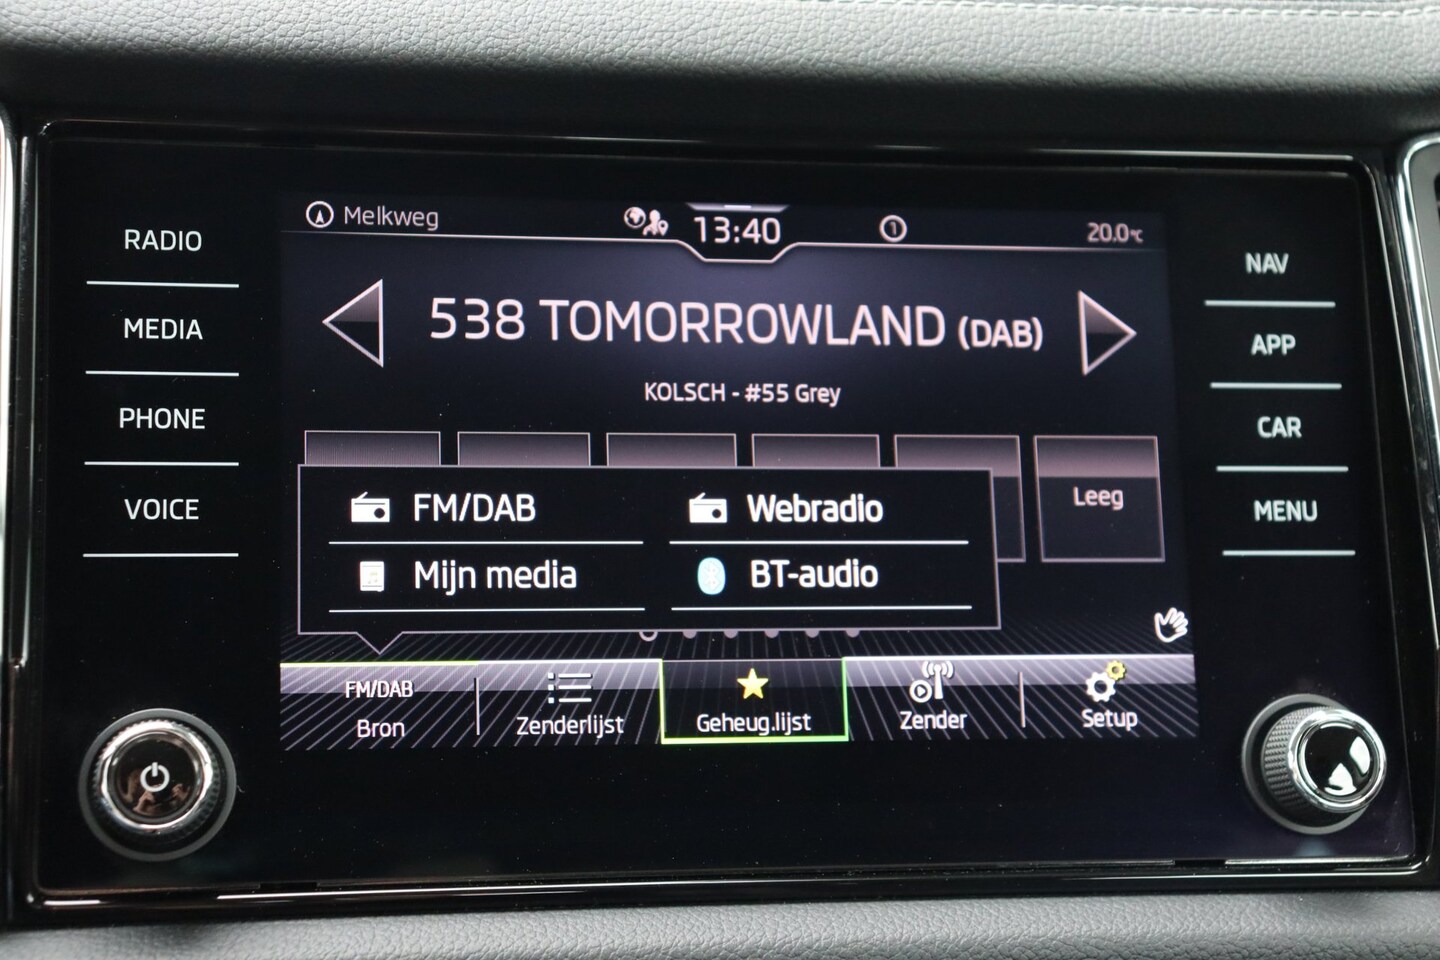 RADIO
MEDIA
PHONE
VOICE
Melkweg
13:40
1
20.0°C
538 TOMORROWLAND (DAB)
KOLSCH - #55 Grey
Leeg
FM/DAB
Webradio
Mijn media
BT-audio
FM/DAB
Bron
Zenderlijst
Geheug.lijst
Zender
Setup
NAV
APP
CAR
MENU